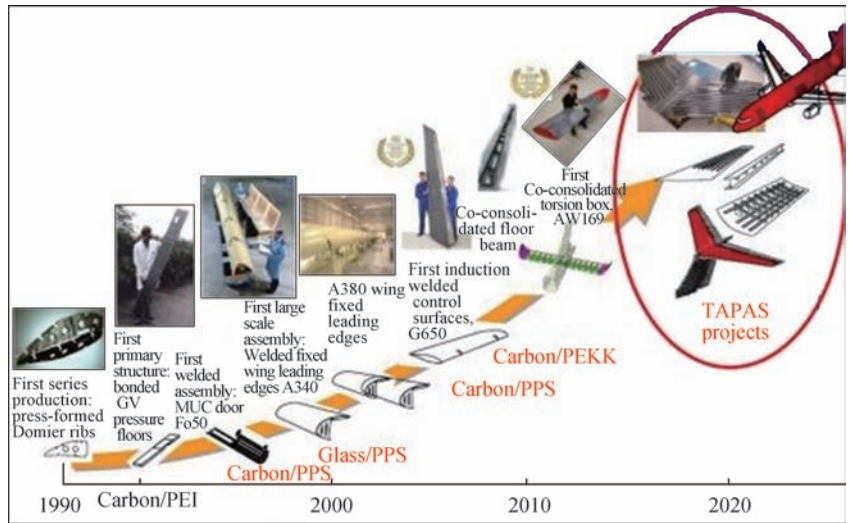 First series
production:
press-formed
Domier ribs
First
primary
structure:
bonded
GV
pressure
floors
First
welded
assembly:
MUC door
Fo50
First large
scale
assembly:
Welded fixed
wing leading
edges A340
A380 wing
fixed
leading
edges
First induction
welded
control
surfaces,
G650
Co-consoli-
dated floor
beam
First
Co-consolidated
torsion box,
AW169
TAPAS
projects
Carbon/PEI
Carbon/PPS
Glass/PPS
Carbon/PPS
Carbon/PEKK
1990
2000
2010
2020